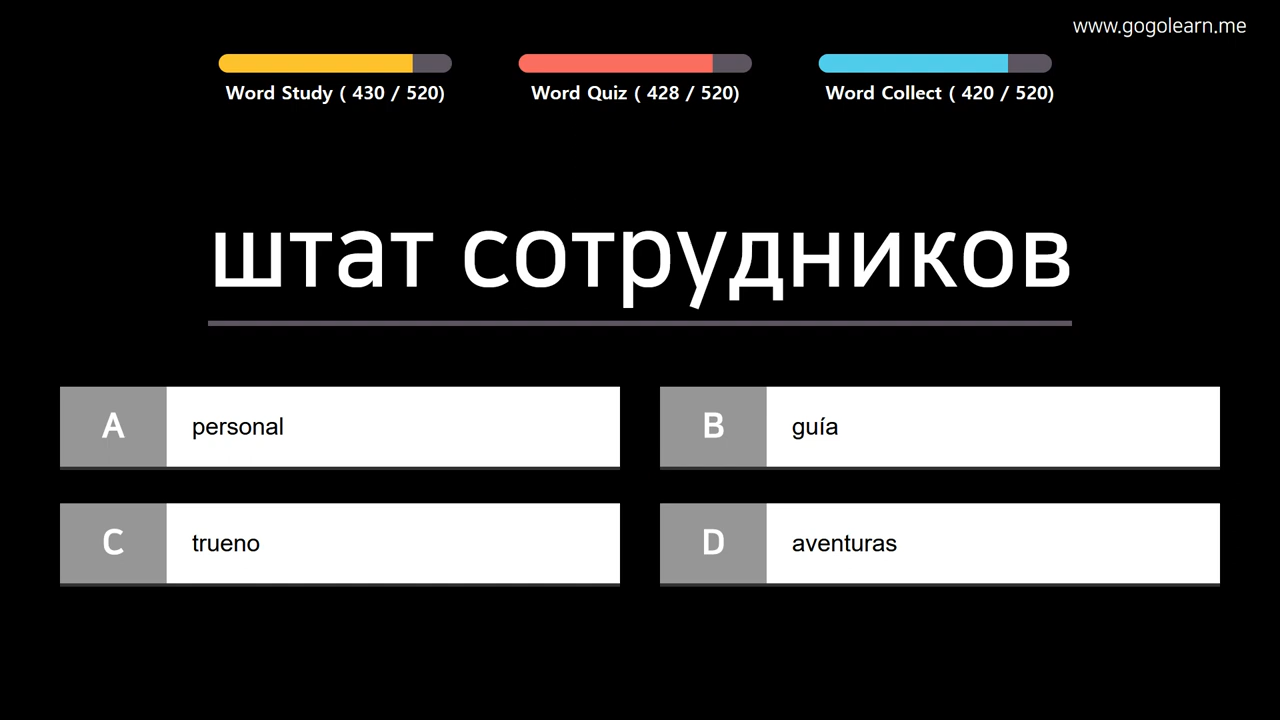 www.gogolearn.me
Word Study ( 430 / 520)
Word Quiz ( 428 / 520)
Word Collect ( 420 / 520)
штат сотрудников
A personal
B guía
C trueno
D aventuras